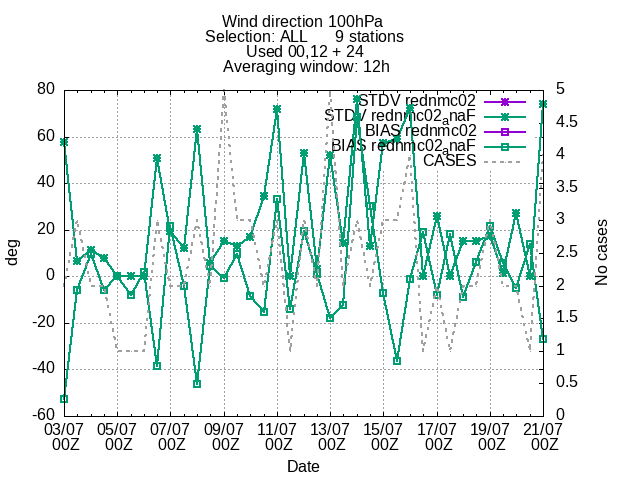 Wind direction 100hPa
Selection: ALL 9 stations
Used 00,12 + 24
Averaging window: 12h
80 5
STDV rednmc02
STDV rednmc02anaF
BIAS rednmc02
BIAS rednmc02anaF
CASES
4.5
60
4
40 3.5
3
20
2.5
0 2
1.5
-20
1
-40
0.5
-60 0
deg
No cases
03/07 05/07 07/07 09/07 11/07 13/07 15/07 17/07 19/07 21/07
00Z 00Z 00Z 00Z 00Z 00Z 00Z 00Z 00Z 00Z
Date